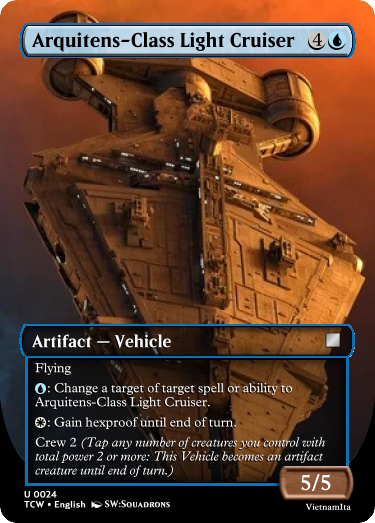 Arquitens-Class Light Cruiser 4
Artifact — Vehicle
Flying
: Change a target of target spell or ability to
Arquitens-Class Light Cruiser.
: Gain hexproof until end of turn.
Crew 2 (Tap any number of creatures you control with
total power 2 or more: This Vehicle becomes an artifact
creature until end of turn.)
5/5
U 0024
TCW • English SW:Squadrons
VietnamIta